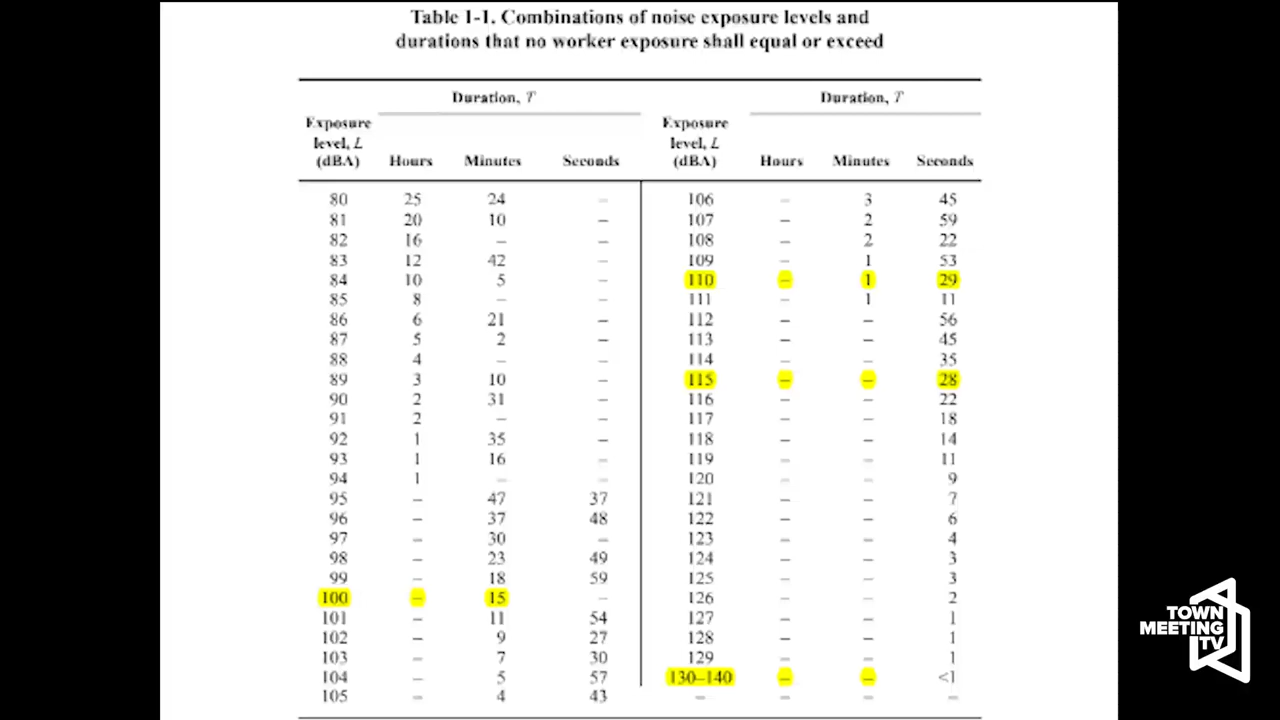 Table 1-1. Combinations of noise exposure levels and
durations that no worker exposure shall equal or exceed
Duration, T Duration, T
Exposure Exposure
level, L level, L
(dBA) Hours Minutes Seconds (dBA) Hours Minutes Seconds
80 25 24 – 106 – 3 45
81 20 10 – 107 – 2 59
82 16 – – 108 – 2 22
83 12 42 – 109 – 1 53
84 10 5 – 110 – 1 29
85 8 – – 111 – 1 11
86 6 21 – 112 – – 56
87 5 2 – 113 – – 45
88 4 – – 114 – – 35
89 3 10 – 115 – – 28
90 2 31 – 116 – – 22
91 2 – – 117 – – 18
92 1 35 – 118 – – 14
93 1 16 – 119 – – 11
94 1 – – 120 – – 9
95 – 47 37 121 – – 7
96 – 37 48 122 – – 6
97 – 30 – 123 – – 4
98 – 23 49 124 – – 3
99 – 18 59 125 – – 3
100 – 15 – 126 – – 2
101 – 11 54 127 – – 1
102 – 9 27 128 – – 1
103 – 7 30 129 – – 1
104 – 5 57 130–140 – – <1
105 – 4 43 – – – –
TOWN
MEETING
TV